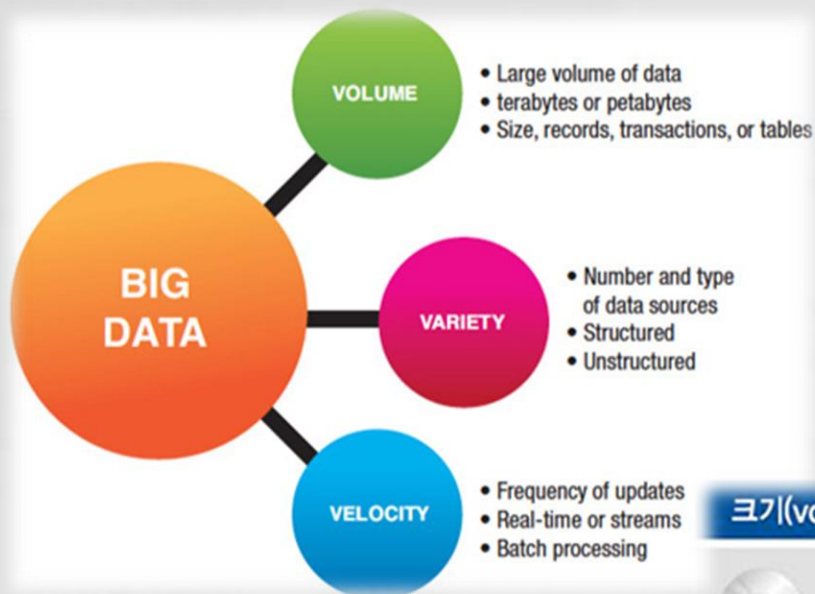 VOLUME
• Large volume of data
• terabytes or petabytes
• Size, records, transactions, or tables
BIG
DATA
VARIETY
• Number and type
of data sources
• Structured
• Unstructured
VELOCITY
• Frequency of updates
• Real-time or streams
• Batch processing
크기(vo